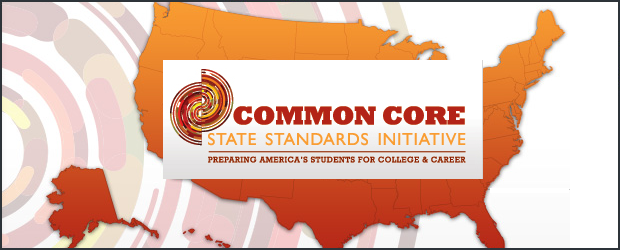 COMMON CORE
STATE STANDARDS INITIATIVE
PREPARING AMERICA'S STUDENTS FOR COLLEGE & CAREER